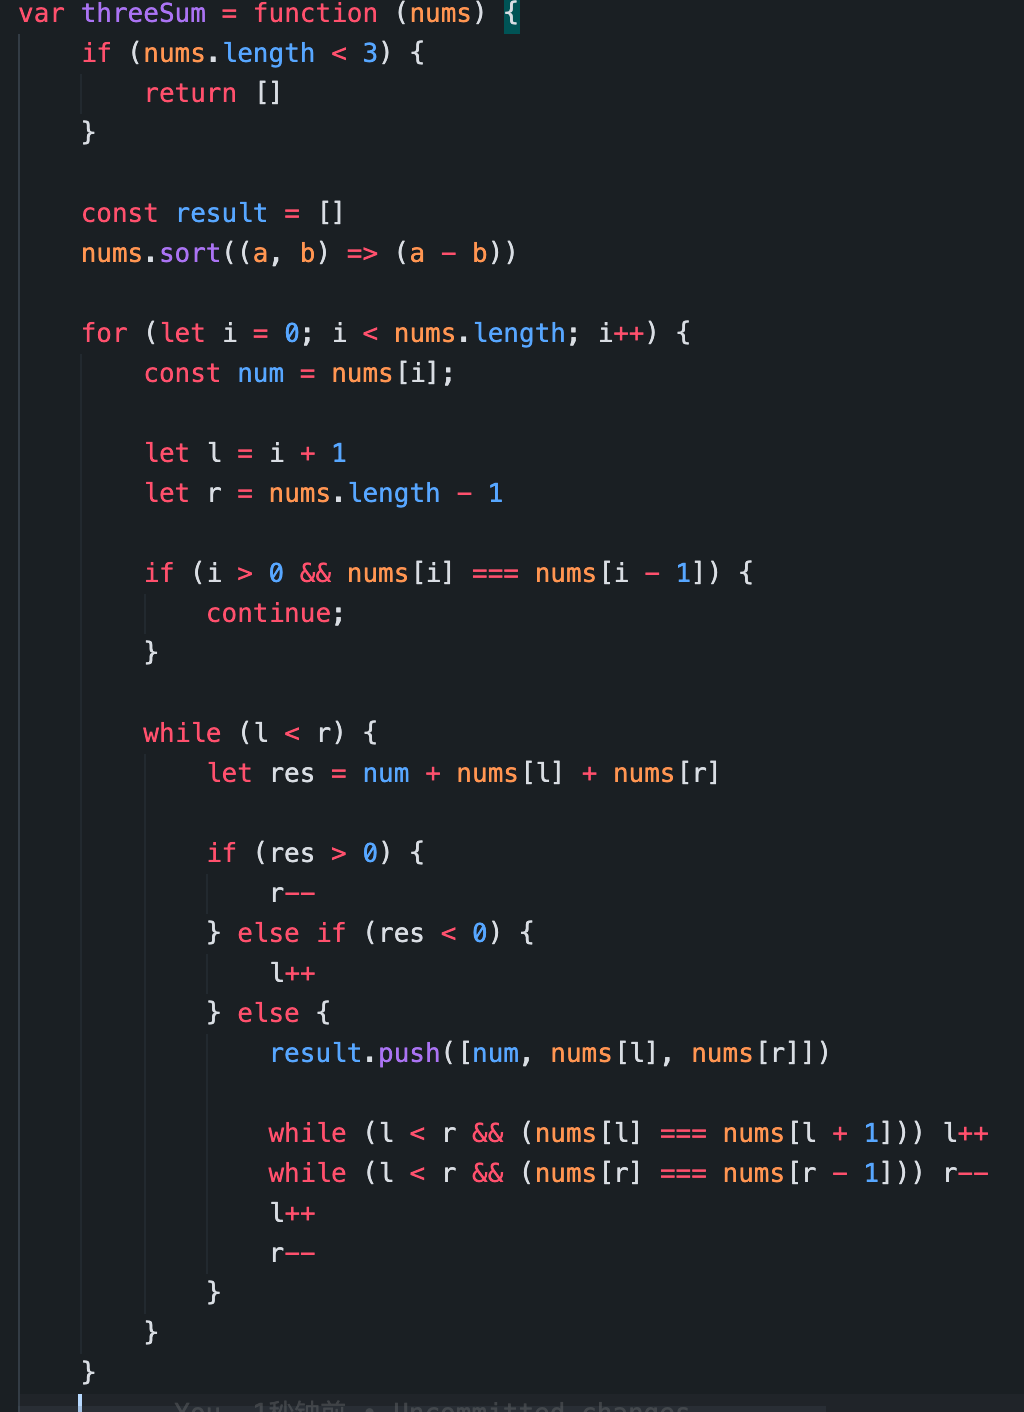 var threeSum = function (nums) {
    if (nums.length < 3) {
        return []
    }

    const result = []
    nums.sort((a, b) => (a - b))

    for (let i = 0; i < nums.length; i++) {
        const num = nums[i];

        let l = i + 1
        let r = nums.length - 1

        if (i > 0 && nums[i] === nums[i - 1]) {
            continue;
        }

        while (l < r) {
            let res = num + nums[l] + nums[r]

            if (res > 0) {
                r--
            } else if (res < 0) {
                l++
            } else {
                result.push([num, nums[l], nums[r]])

                while (l < r && (nums[l] === nums[l + 1])) l++
                while (l < r && (nums[r] === nums[r - 1])) r--
                l++
                r--
            }
        }
    }
You, 1秒钟前 • Uncommitted changes